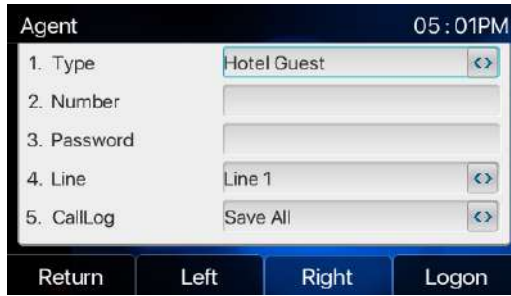 Agent 05:01PM
1. Type Hotel Guest <>
2. Number
3. Password
4. Line Line 1 <>
5. CallLog Save All <>
Return Left Right Logon